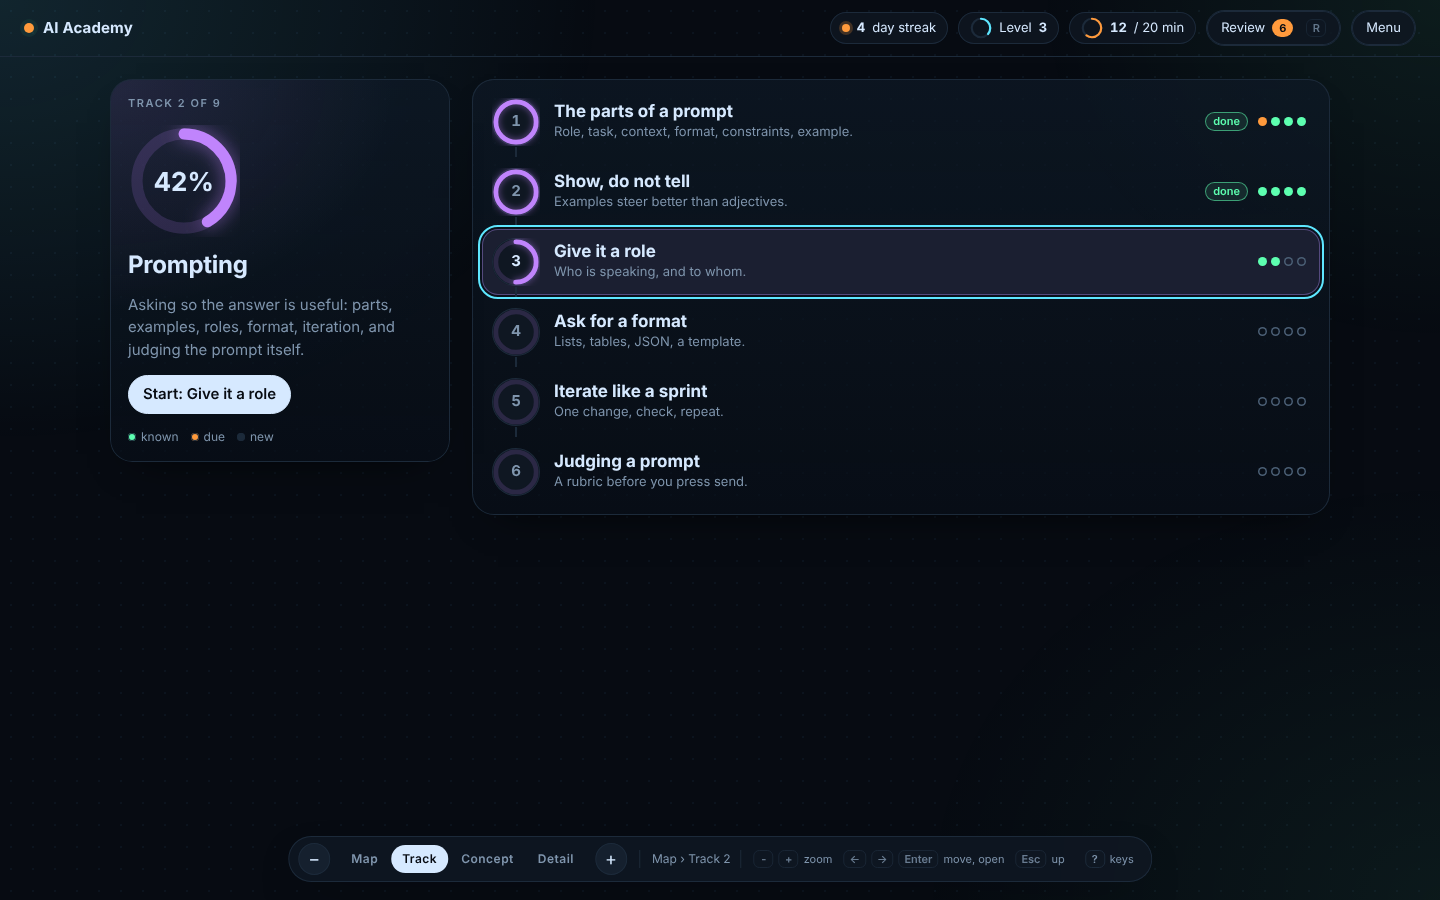 AI Academy
4 day streak
Level 3
12 / 20 min
Review 6 R
Menu
TRACK 2 OF 9
42%
Prompting
Asking so the answer is useful: parts,
examples, roles, format, iteration, and
judging the prompt itself.
Start: Give it a role
known due new
1 The parts of a prompt
Role, task, context, format, constraints, example.
done
2 Show, do not tell
Examples steer better than adjectives.
done
3 Give it a role
Who is speaking, and to whom.
4 Ask for a format
Lists, tables, JSON, a template.
5 Iterate like a sprint
One change, check, repeat.
6 Judging a prompt
A rubric before you press send.
− Map Track Concept Detail + Map › Track 2 - + zoom ← → Enter move, open Esc up ? keys